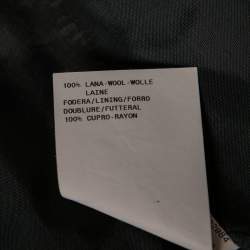 100% LANA-WOOL-WOLLE
LAINE
FODERA/LINING/FORRO
DOUBLURE/FUTTERAL
100% CUPRO-RAYON